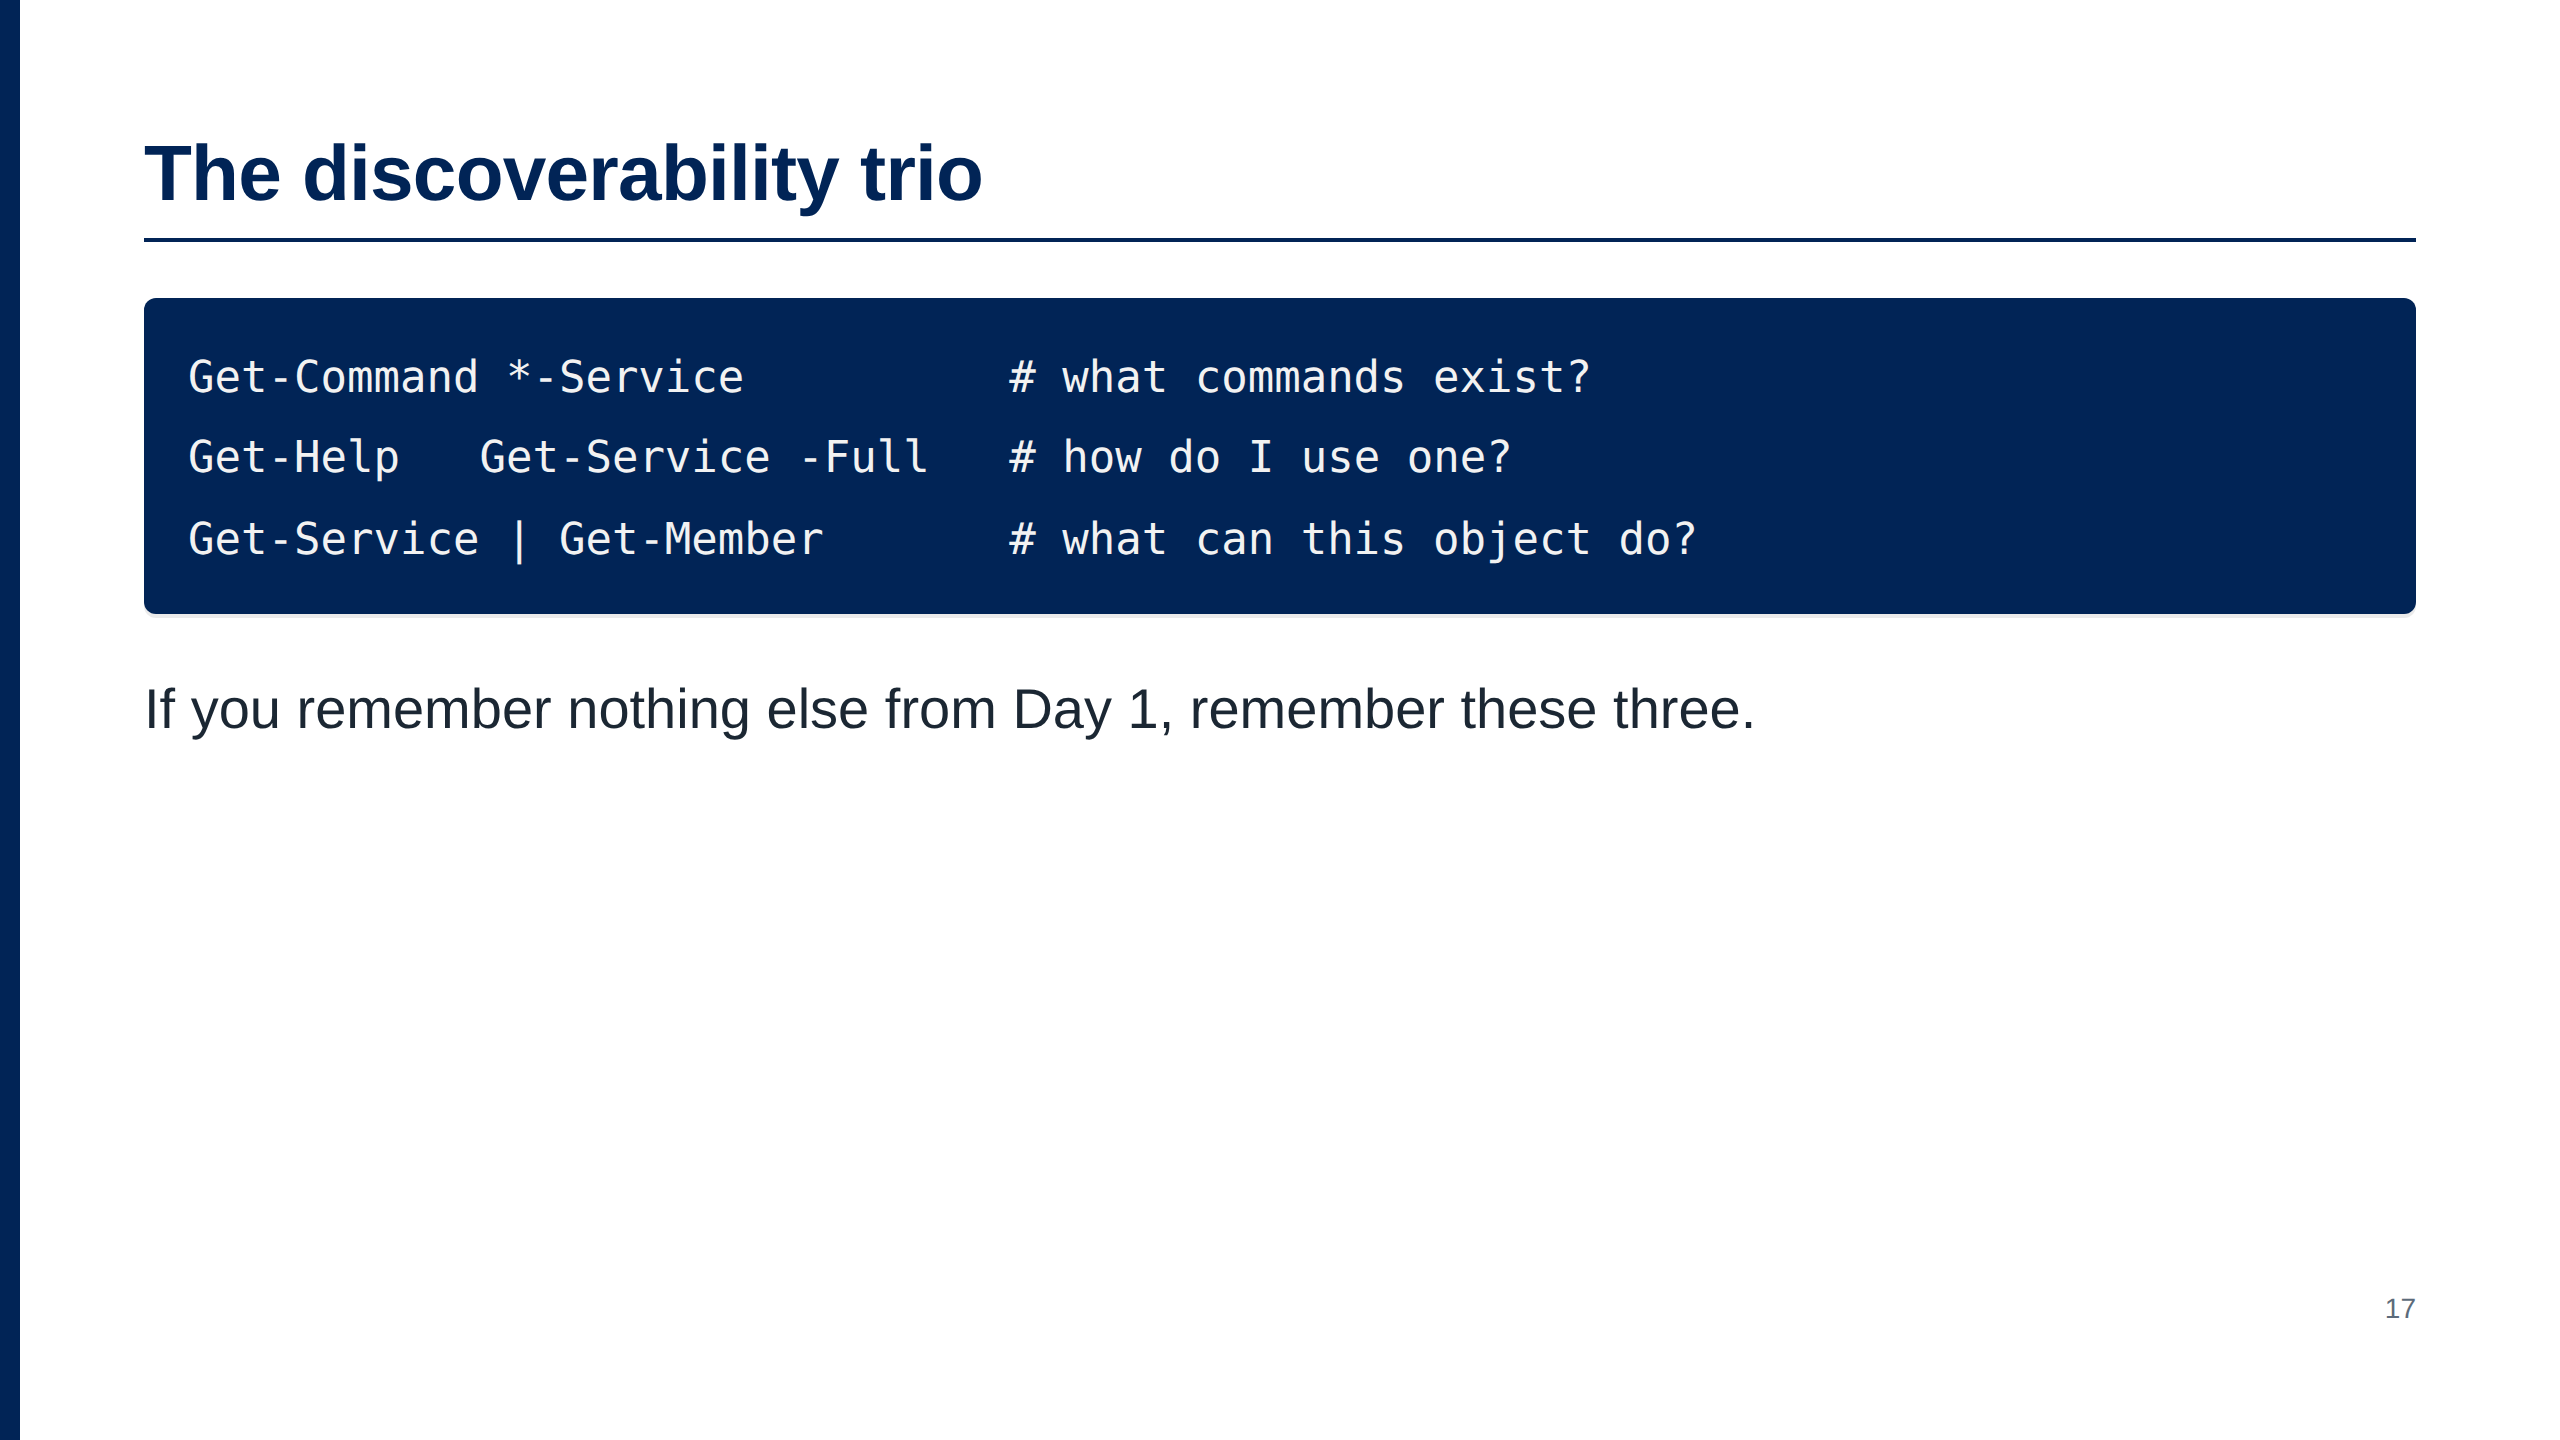 The discoverability trio
Get-Command *-Service          # what commands exist?
Get-Help   Get-Service -Full   # how do I use one?
Get-Service | Get-Member       # what can this object do?
If you remember nothing else from Day 1, remember these three.
17